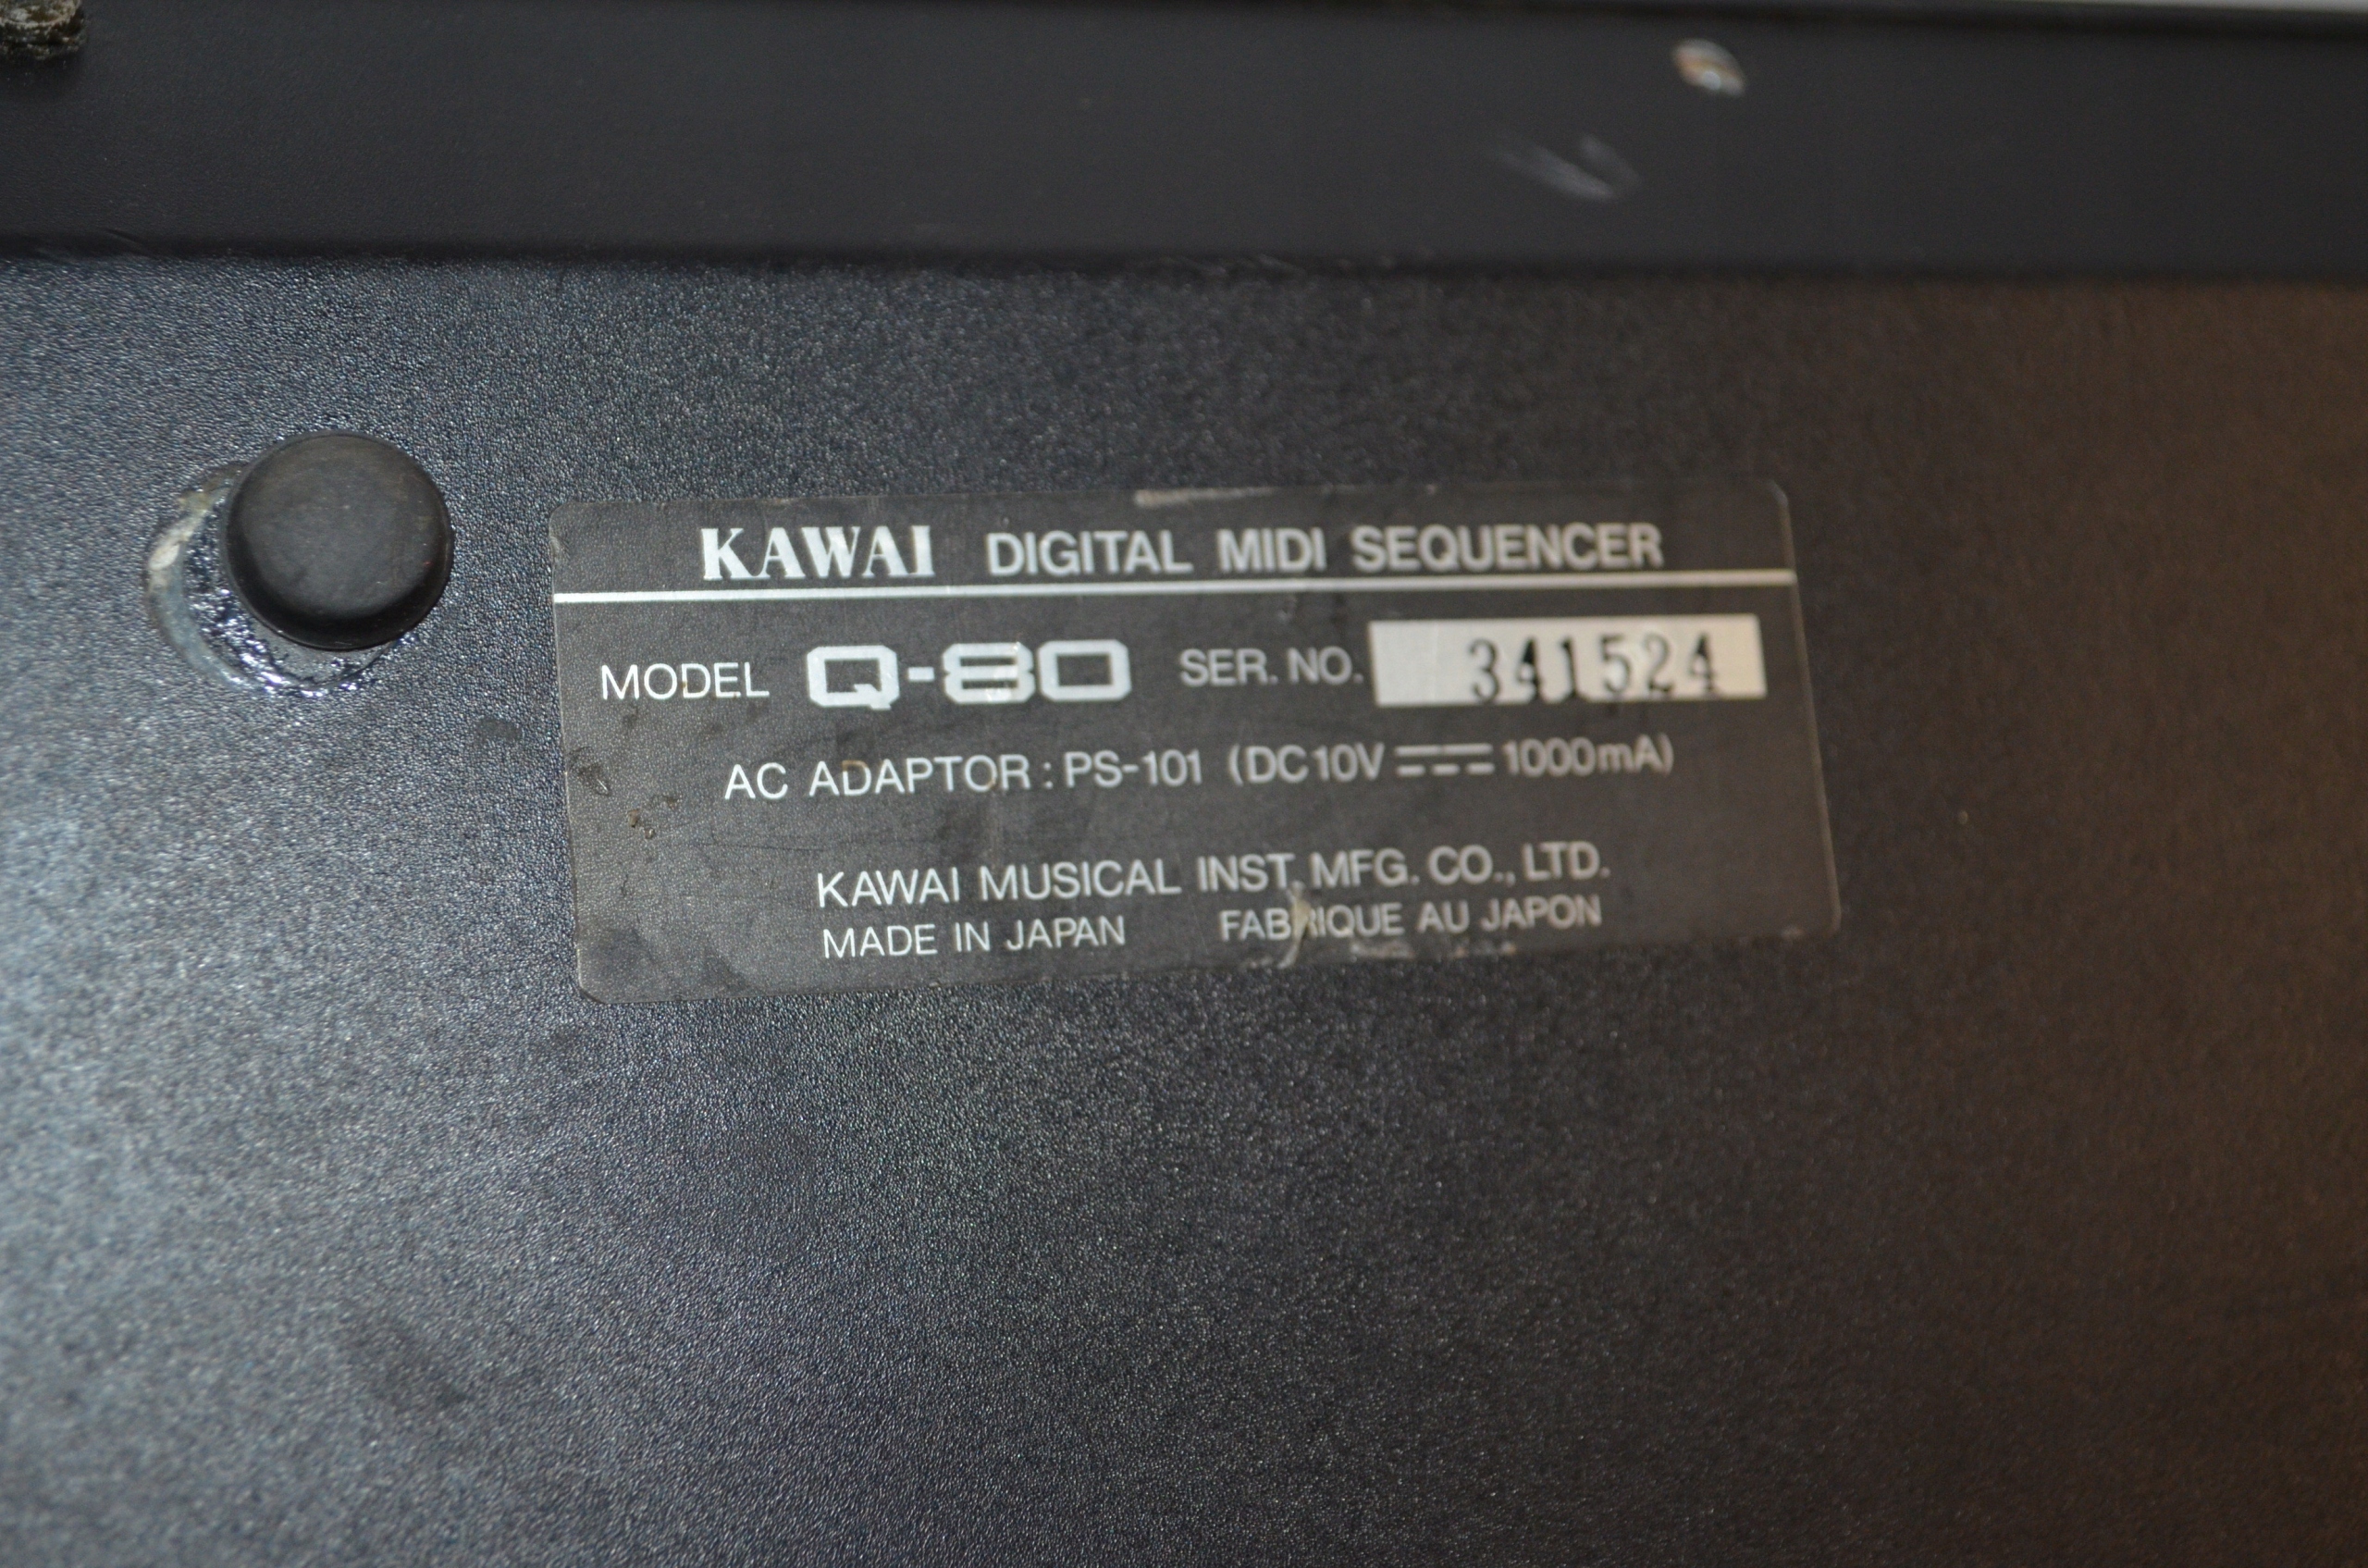 KAWAI DIGITAL MIDI SEQUENCER
MODEL Q-80 SER. NO. 341524
AC ADAPTOR : PS-101 (DC10V ⎓ 1000mA)
KAWAI MUSICAL INST. MFG. CO., LTD.
MADE IN JAPAN FABRIQUE AU JAPON